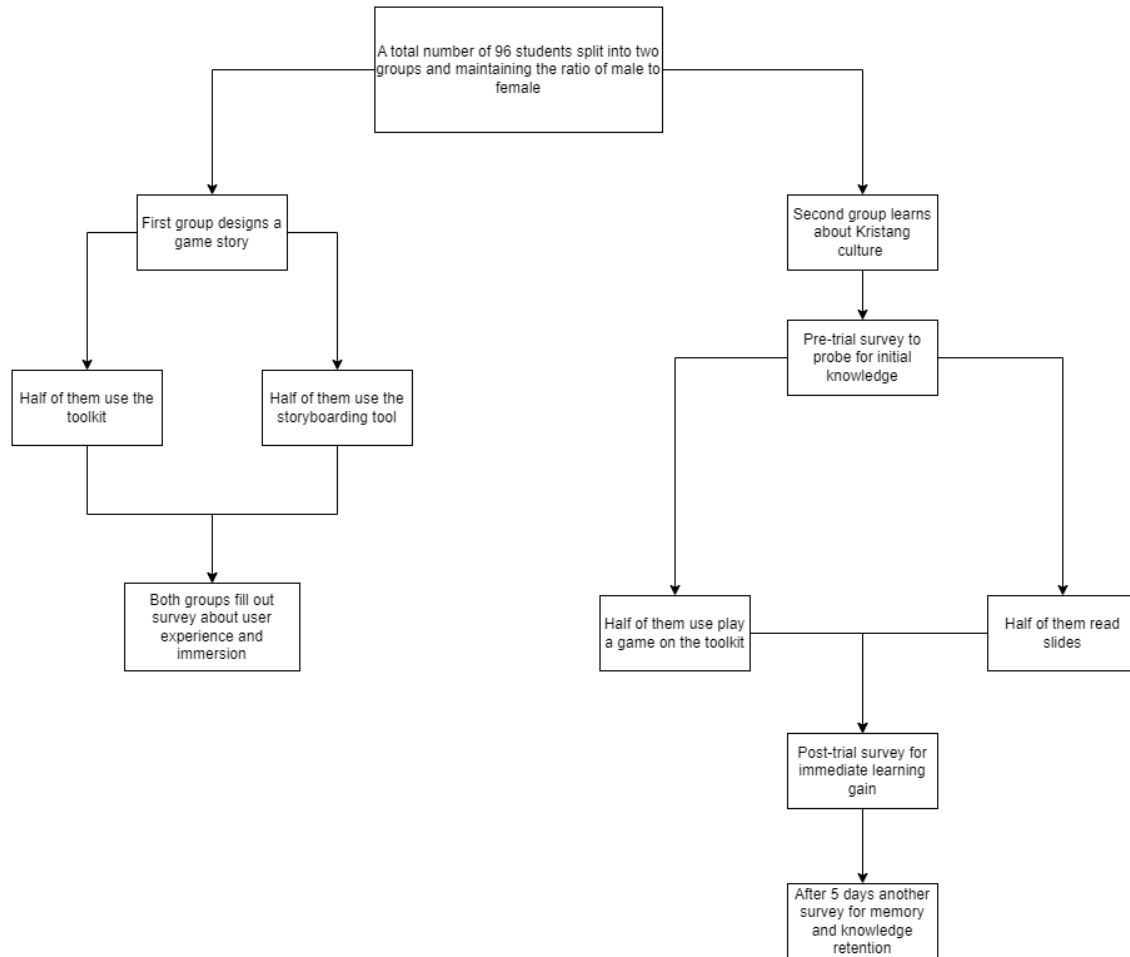 A total number of 96 students split into two
groups and maintaining the ratio of male to
female
First group designs a
game story
Second group learns
about Kristang
culture
Pre-trial survey to
probe for initial
knowledge
Half of them use the
toolkit
Half of them use the
storyboarding tool
Both groups fill out
survey about user
experience and
immersion
Half of them use play
a game on the toolkit
Half of them read
slides
Post-trial survey for
immediate learning
gain
After 5 days another
survey for memory
and knowledge
retention